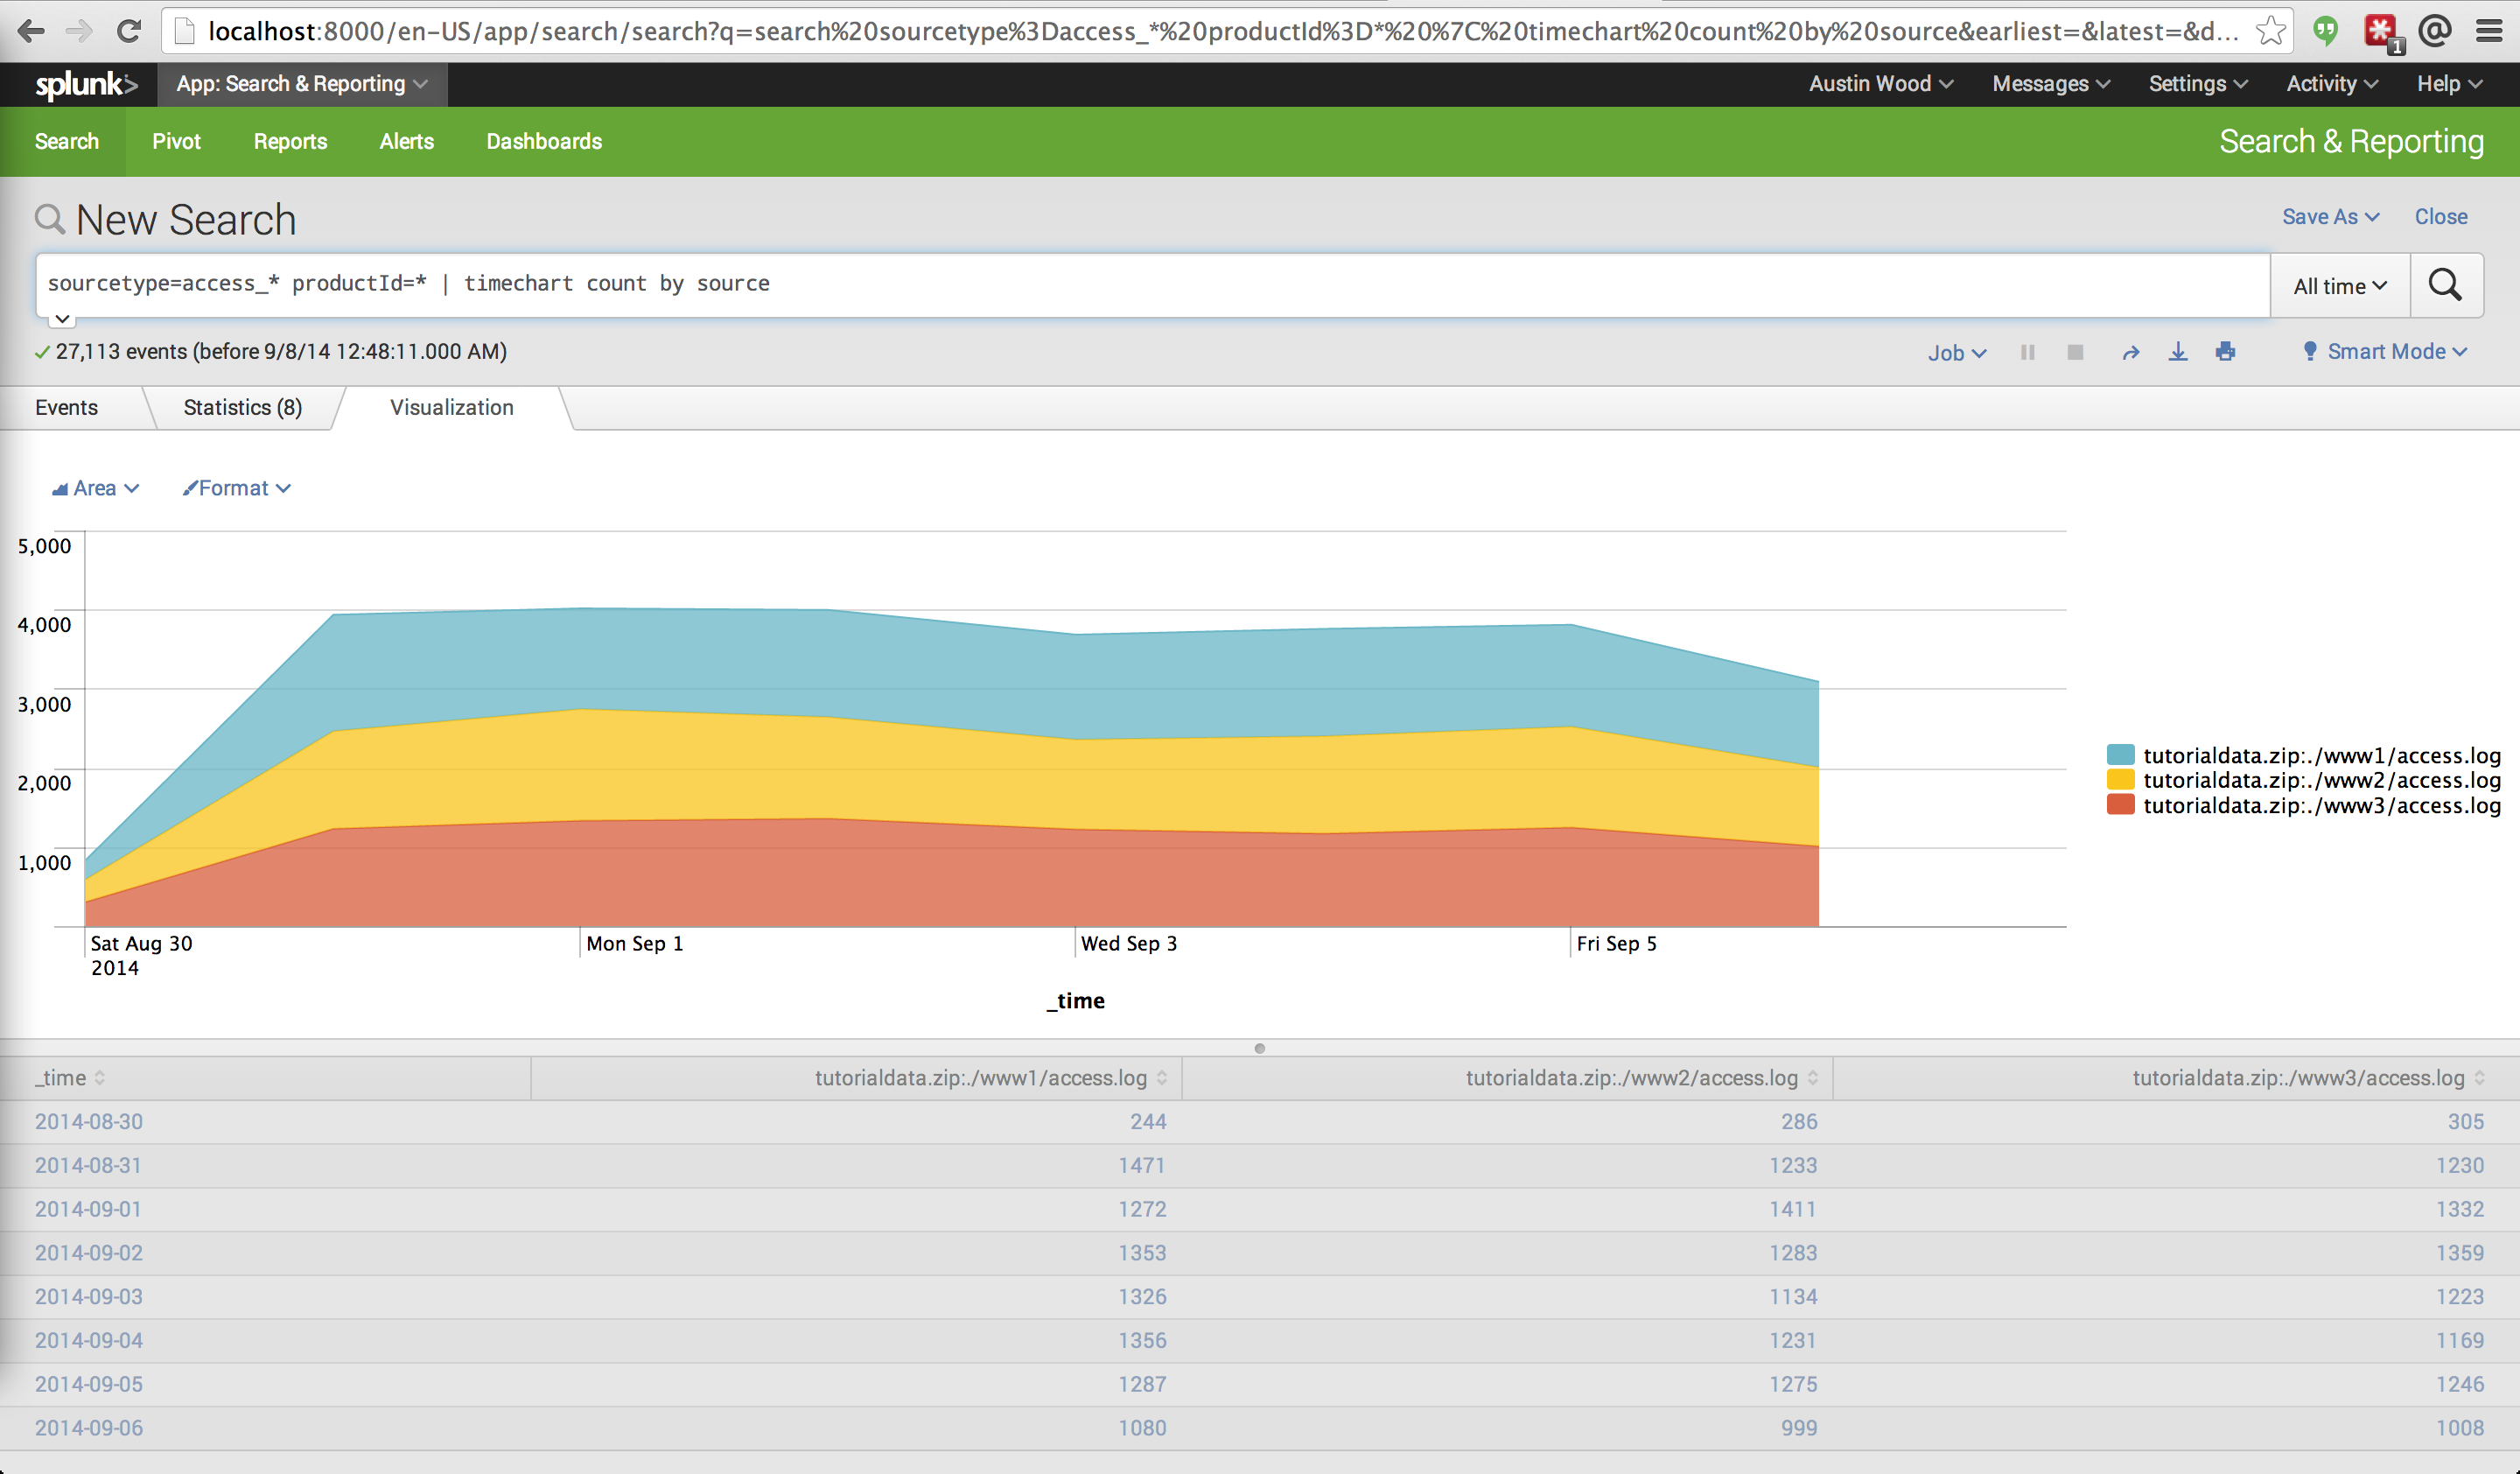 localhost:8000/en-US/app/search/search?q=search%20sourcetype%3Daccess_*%20productId%3D*%20%7C%20timechart%20count%20by%20source&earliest=&latest=&d...
1
splunk> App: Search & Reporting Austin Wood Messages Settings Activity Help
Search Pivot Reports Alerts Dashboards Search & Reporting
New Search Save As Close
sourcetype=access_* productId=* | timechart count by source All time
27,113 events (before 9/8/14 12:48:11.000 AM) Job Smart Mode
Events Statistics (8) Visualization
Area Format
5,000
4,000
3,000
2,000
1,000
tutorialdata.zip:./www1/access.log
tutorialdata.zip:./www2/access.log
tutorialdata.zip:./www3/access.log
Sat Aug 30 Mon Sep 1 Wed Sep 3 Fri Sep 5
2014
_time
_time tutorialdata.zip:./www1/access.log tutorialdata.zip:./www2/access.log tutorialdata.zip:./www3/access.log
2014-08-30 244 286 305
2014-08-31 1471 1233 1230
2014-09-01 1272 1411 1332
2014-09-02 1353 1283 1359
2014-09-03 1326 1134 1223
2014-09-04 1356 1231 1169
2014-09-05 1287 1275 1246
2014-09-06 1080 999 1008